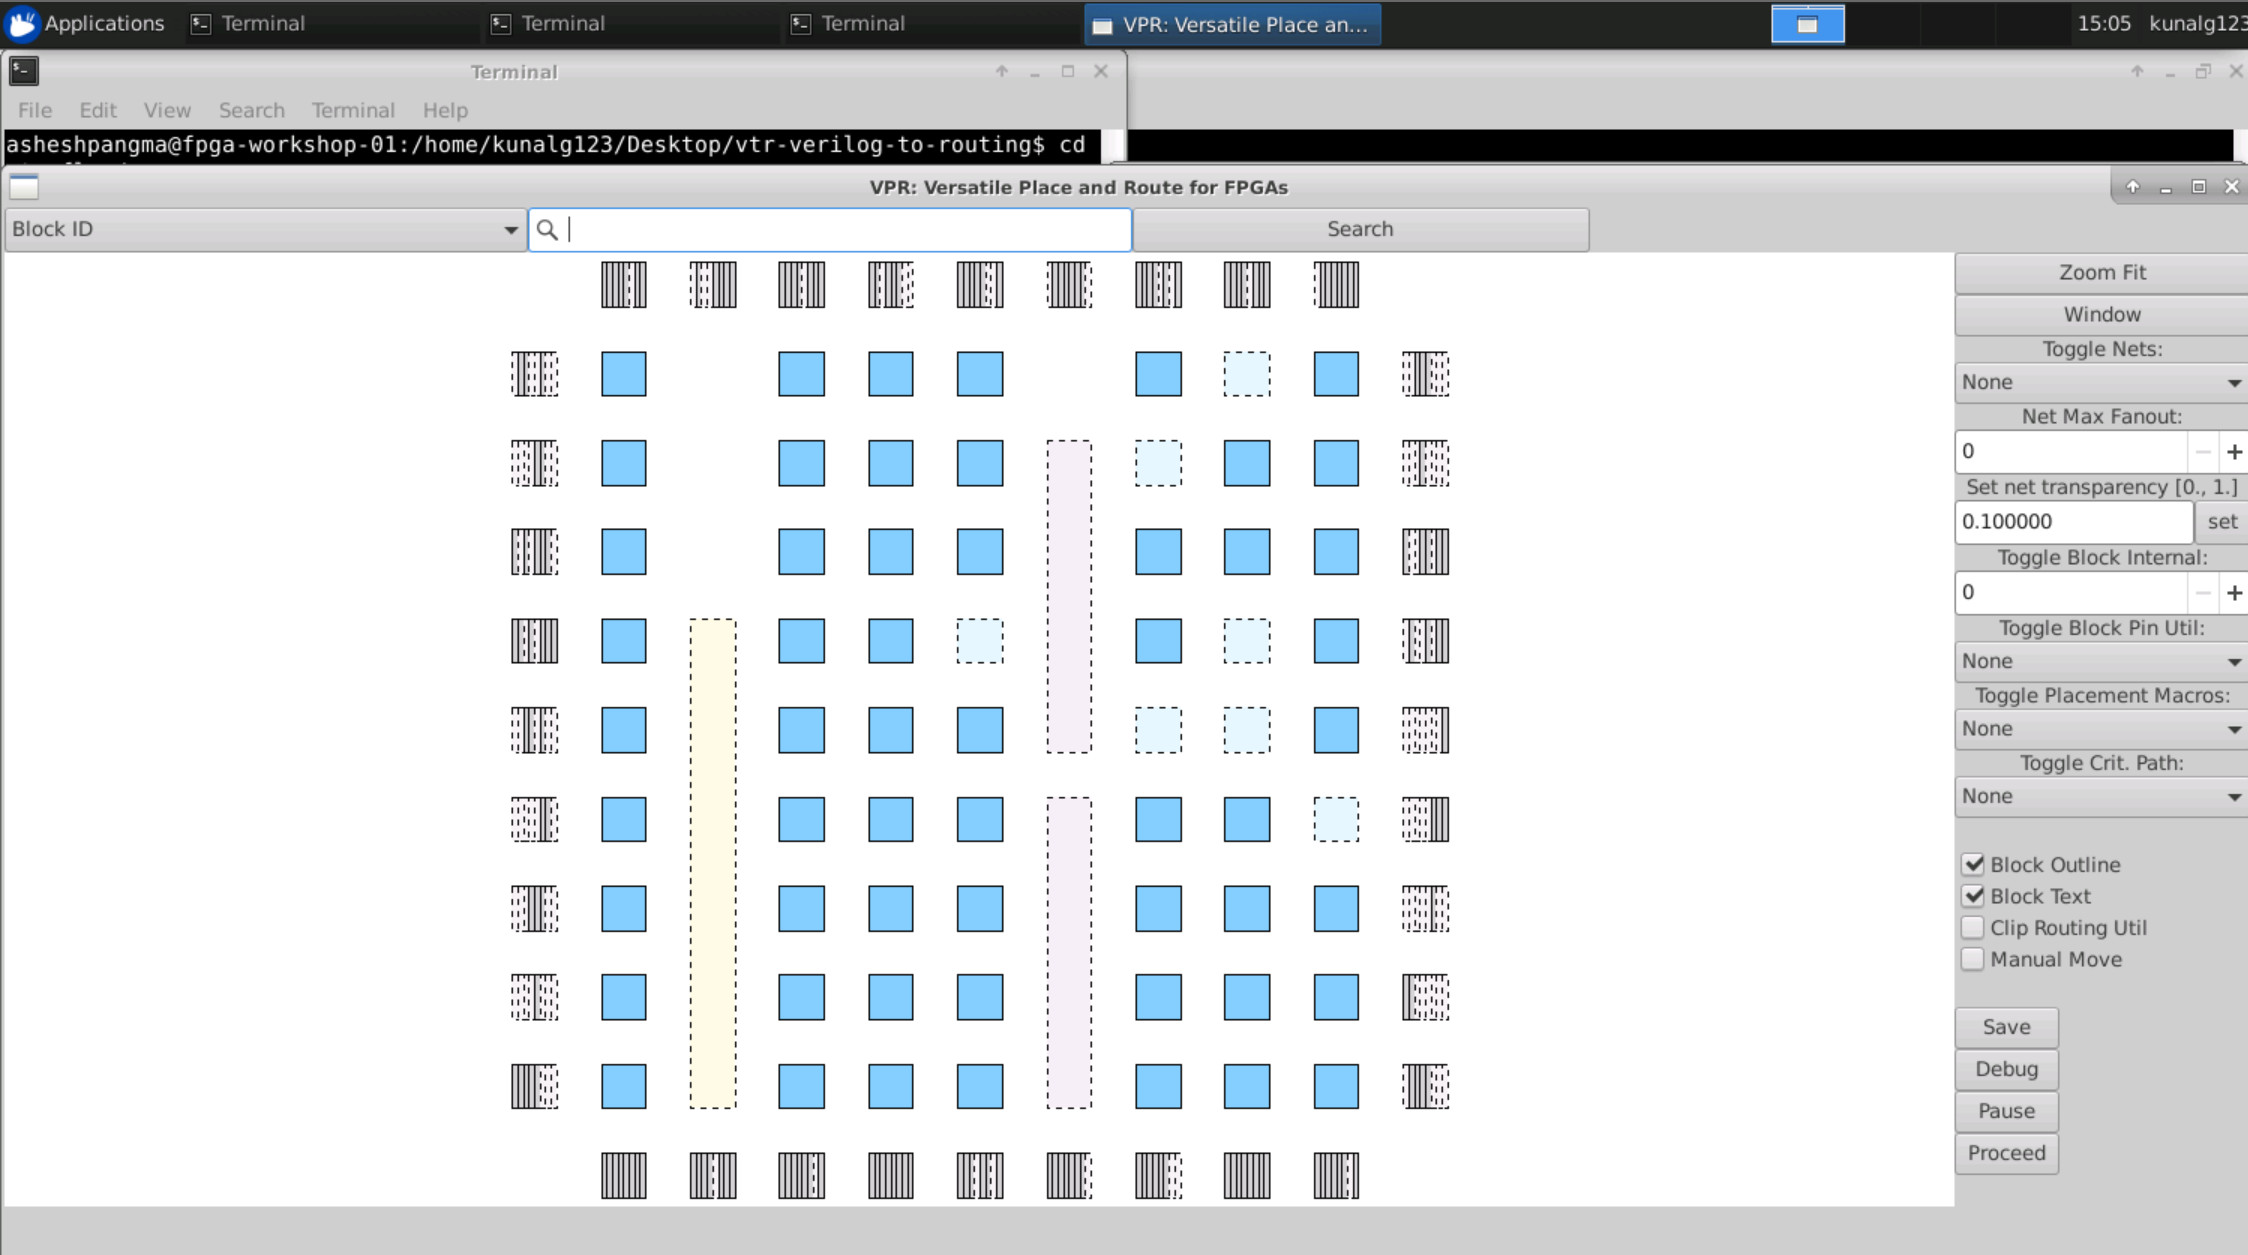 Applications
Terminal
Terminal
Terminal
VPR: Versatile Place an...
15:05
kunalg123
Terminal
File Edit View Search Terminal Help
asheshpangma@fpga-workshop-01:/home/kunalg123/Desktop/vtr-verilog-to-routing$ cd
VPR: Versatile Place and Route for FPGAs
Block ID
Search
Zoom Fit
Window
Toggle Nets:
None
Net Max Fanout:
0
Set net transparency [0., 1.]
0.100000
set
Toggle Block Internal:
0
Toggle Block Pin Util:
None
Toggle Placement Macros:
None
Toggle Crit. Path:
None
Block Outline
Block Text
Clip Routing Util
Manual Move
Save
Debug
Pause
Proceed